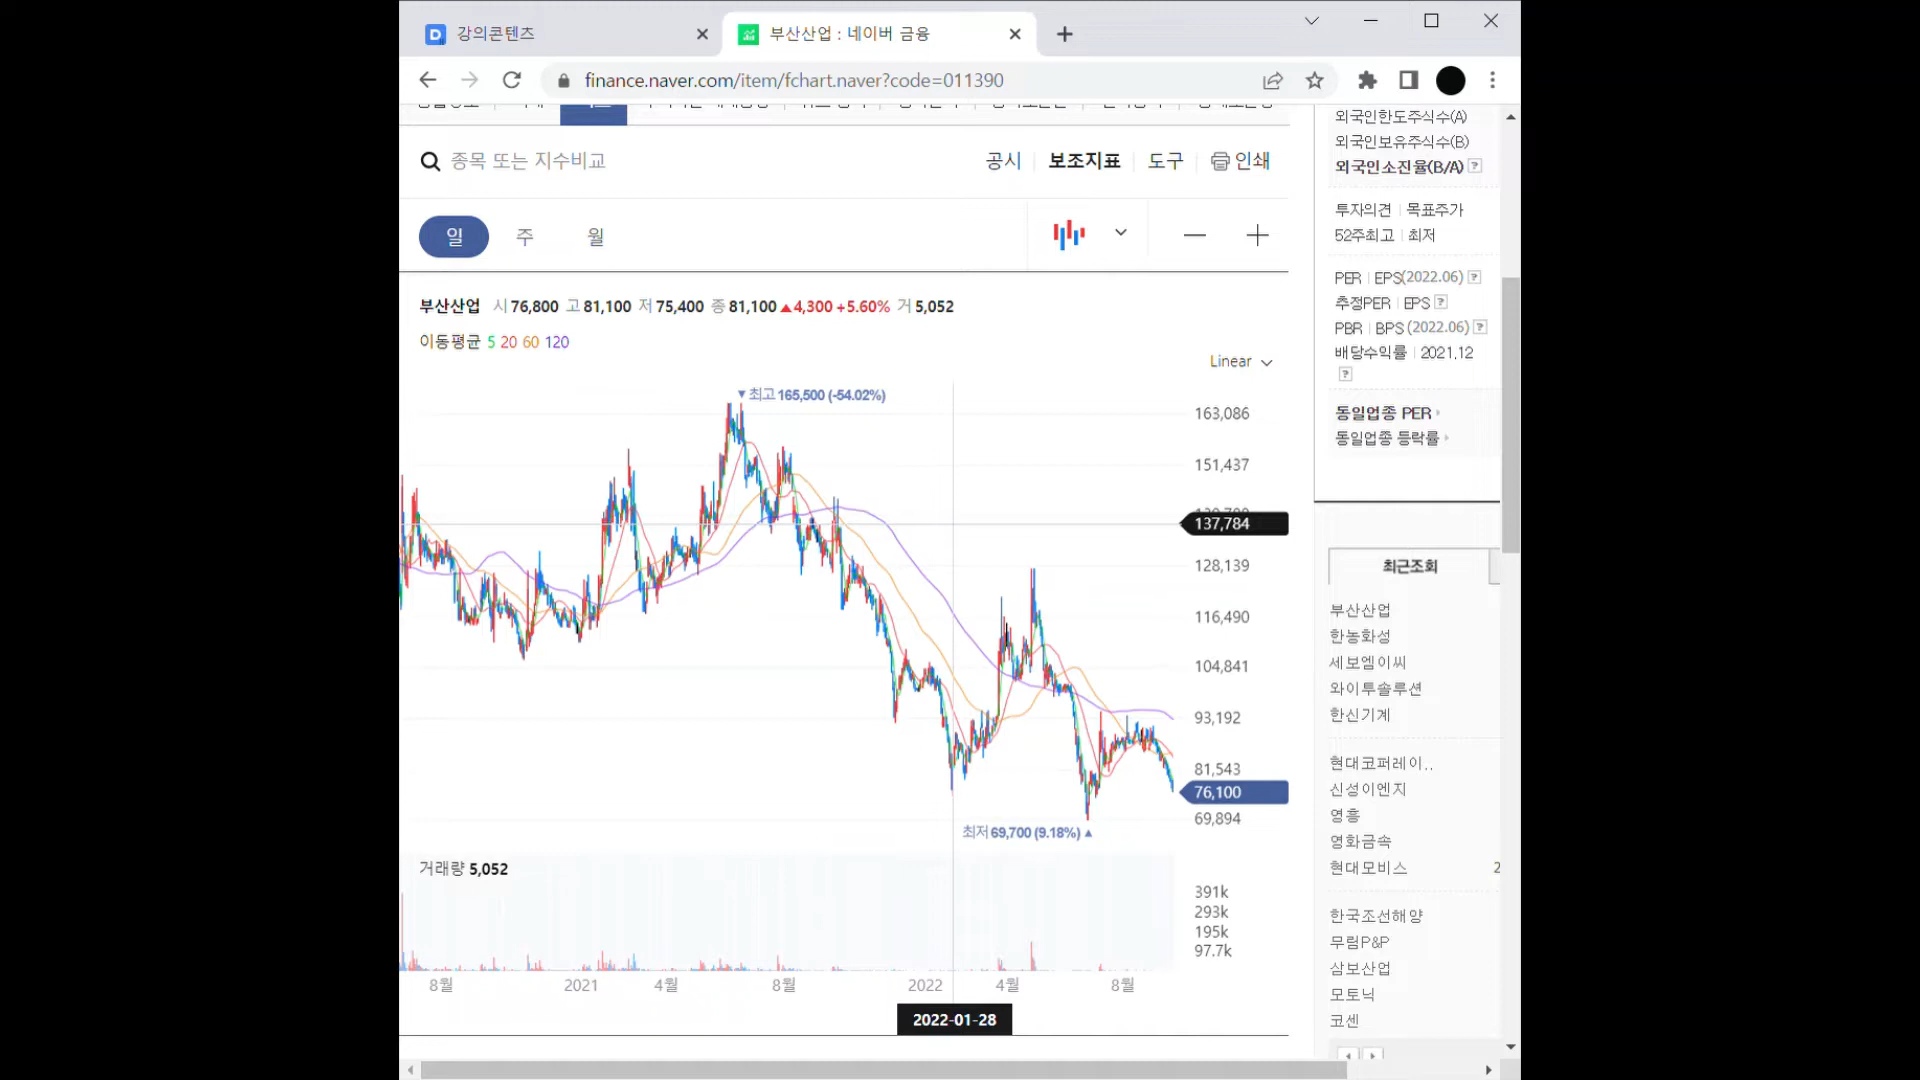 강의콘텐츠
부산산업 : 네이버 금융
finance.naver.com/item/fchart.naver?code=011390
종목 또는 지수비교
공시 보조지표 도구 인쇄
일 주 월
부산산업 시 76,800 고 81,100 저 75,400 종 81,100 ▲4,300 +5.60% 거 5,052
이동평균 5 20 60 120
Linear
▼최고 165,500 (-54.02%)
163,086
151,437
137,784
128,139
116,490
104,841
93,192
81,543
76,100
69,894
최저 69,700 (9.18%) ▲
거래량 5,052
391k
293k
195k
97.7k
8월 2021 4월 8월 2022 4월 8월
2022-01-28
외국인한도주식수(A)
외국인보유주식수(B)
외국인소진율(B/A) ?
투자의견 | 목표주가
52주최고 | 최저
PER | EPS(2022.06) ?
추정PER | EPS ?
PBR | BPS (2022.06) ?
배당수익률 | 2021.12
?
동일업종 PER
동일업종 등락률
최근조회
부산산업
한농화성
세보엠이씨
와이투솔루션
한신기계
현대코퍼레이..
신성이엔지
영흥
영화금속
현대모비스 2
한국조선해양
무림P&P
삼보산업
모토닉
코센